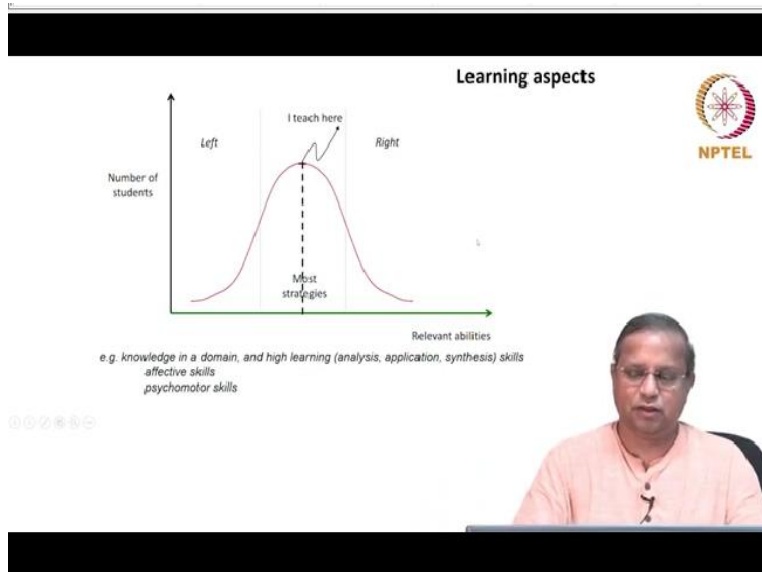 Learning aspects
NPTEL
I teach here
Left
Right
Number of
students
Most
strategies
Relevant abilities
e.g. knowledge in a domain, and high learning (analysis, application, synthesis) skills
affective skills
psychomotor skills